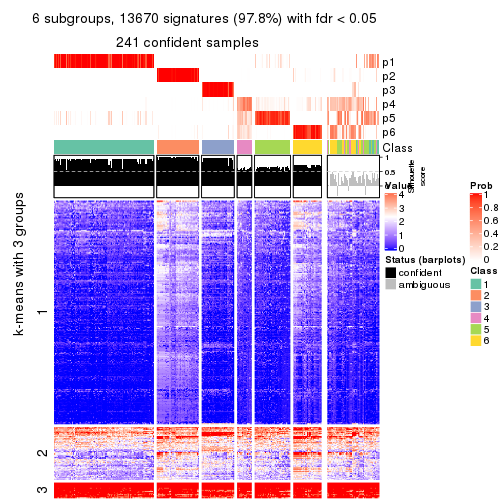 6 subgroups, 13670 signatures (97.8%) with fdr < 0.05
241 confident samples
p1
p2
p3
p4
p5
p6
Class
1
0.5
0
Silhouette
score
k-means with 3 groups
1
2
3
Value
4
3
2
1
0
Status (barplots)
confident
ambiguous
Prob
1
0.8
0.6
0.4
0.2
0
Class
1
2
3
4
5
6